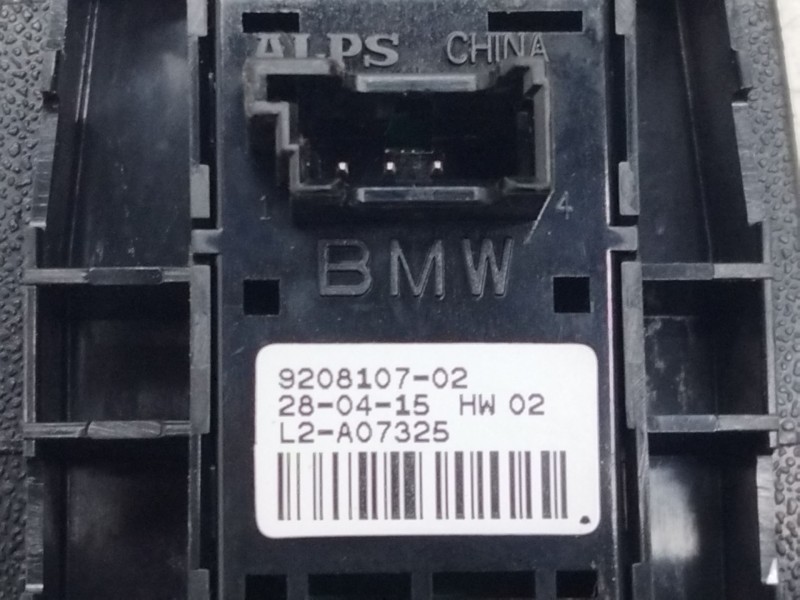 ALPS CHINA
1 4
BMW
9208107-02
28-04-15 HW 02
L2-A07325